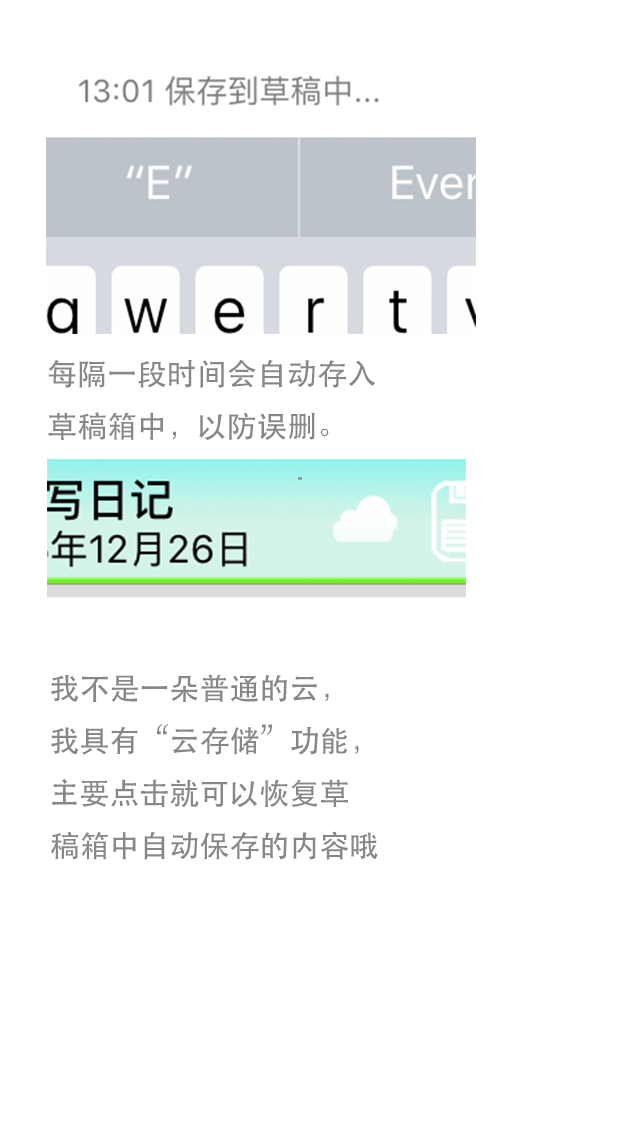 13:01 保存到草稿中...
“E” Ever
q w e r t
每隔一段时间会自动存入
草稿箱中，以防误删。
写日记
年12月26日
我不是一朵普通的云，
我具有“云存储”功能，
主要点击就可以恢复草
稿箱中自动保存的内容哦